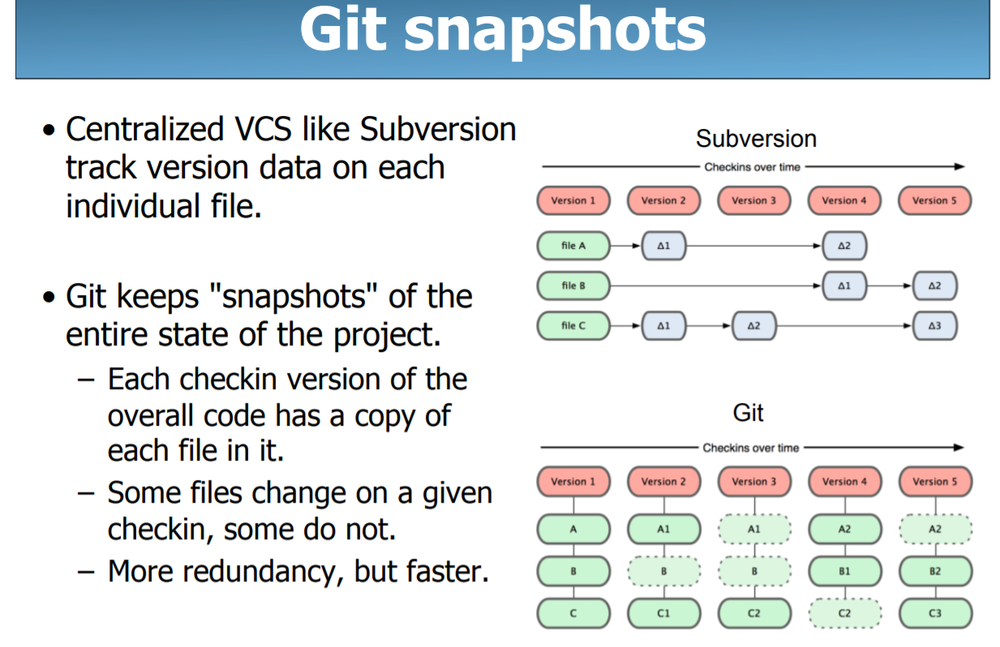 Git snapshots
• Centralized VCS like Subversion
track version data on each
individual file.
• Git keeps "snapshots" of the
entire state of the project.
– Each checkin version of the
overall code has a copy of
each file in it.
– Some files change on a given
checkin, some do not.
– More redundancy, but faster.
Subversion
Checkins over time
Version 1 Version 2 Version 3 Version 4 Version 5
file A Δ1 Δ2
file B Δ1 Δ2
file C Δ1 Δ2 Δ3
Git
Checkins over time
Version 1 Version 2 Version 3 Version 4 Version 5
A A1 A1 A2 A2
B B B B1 B2
C C1 C2 C2 C3